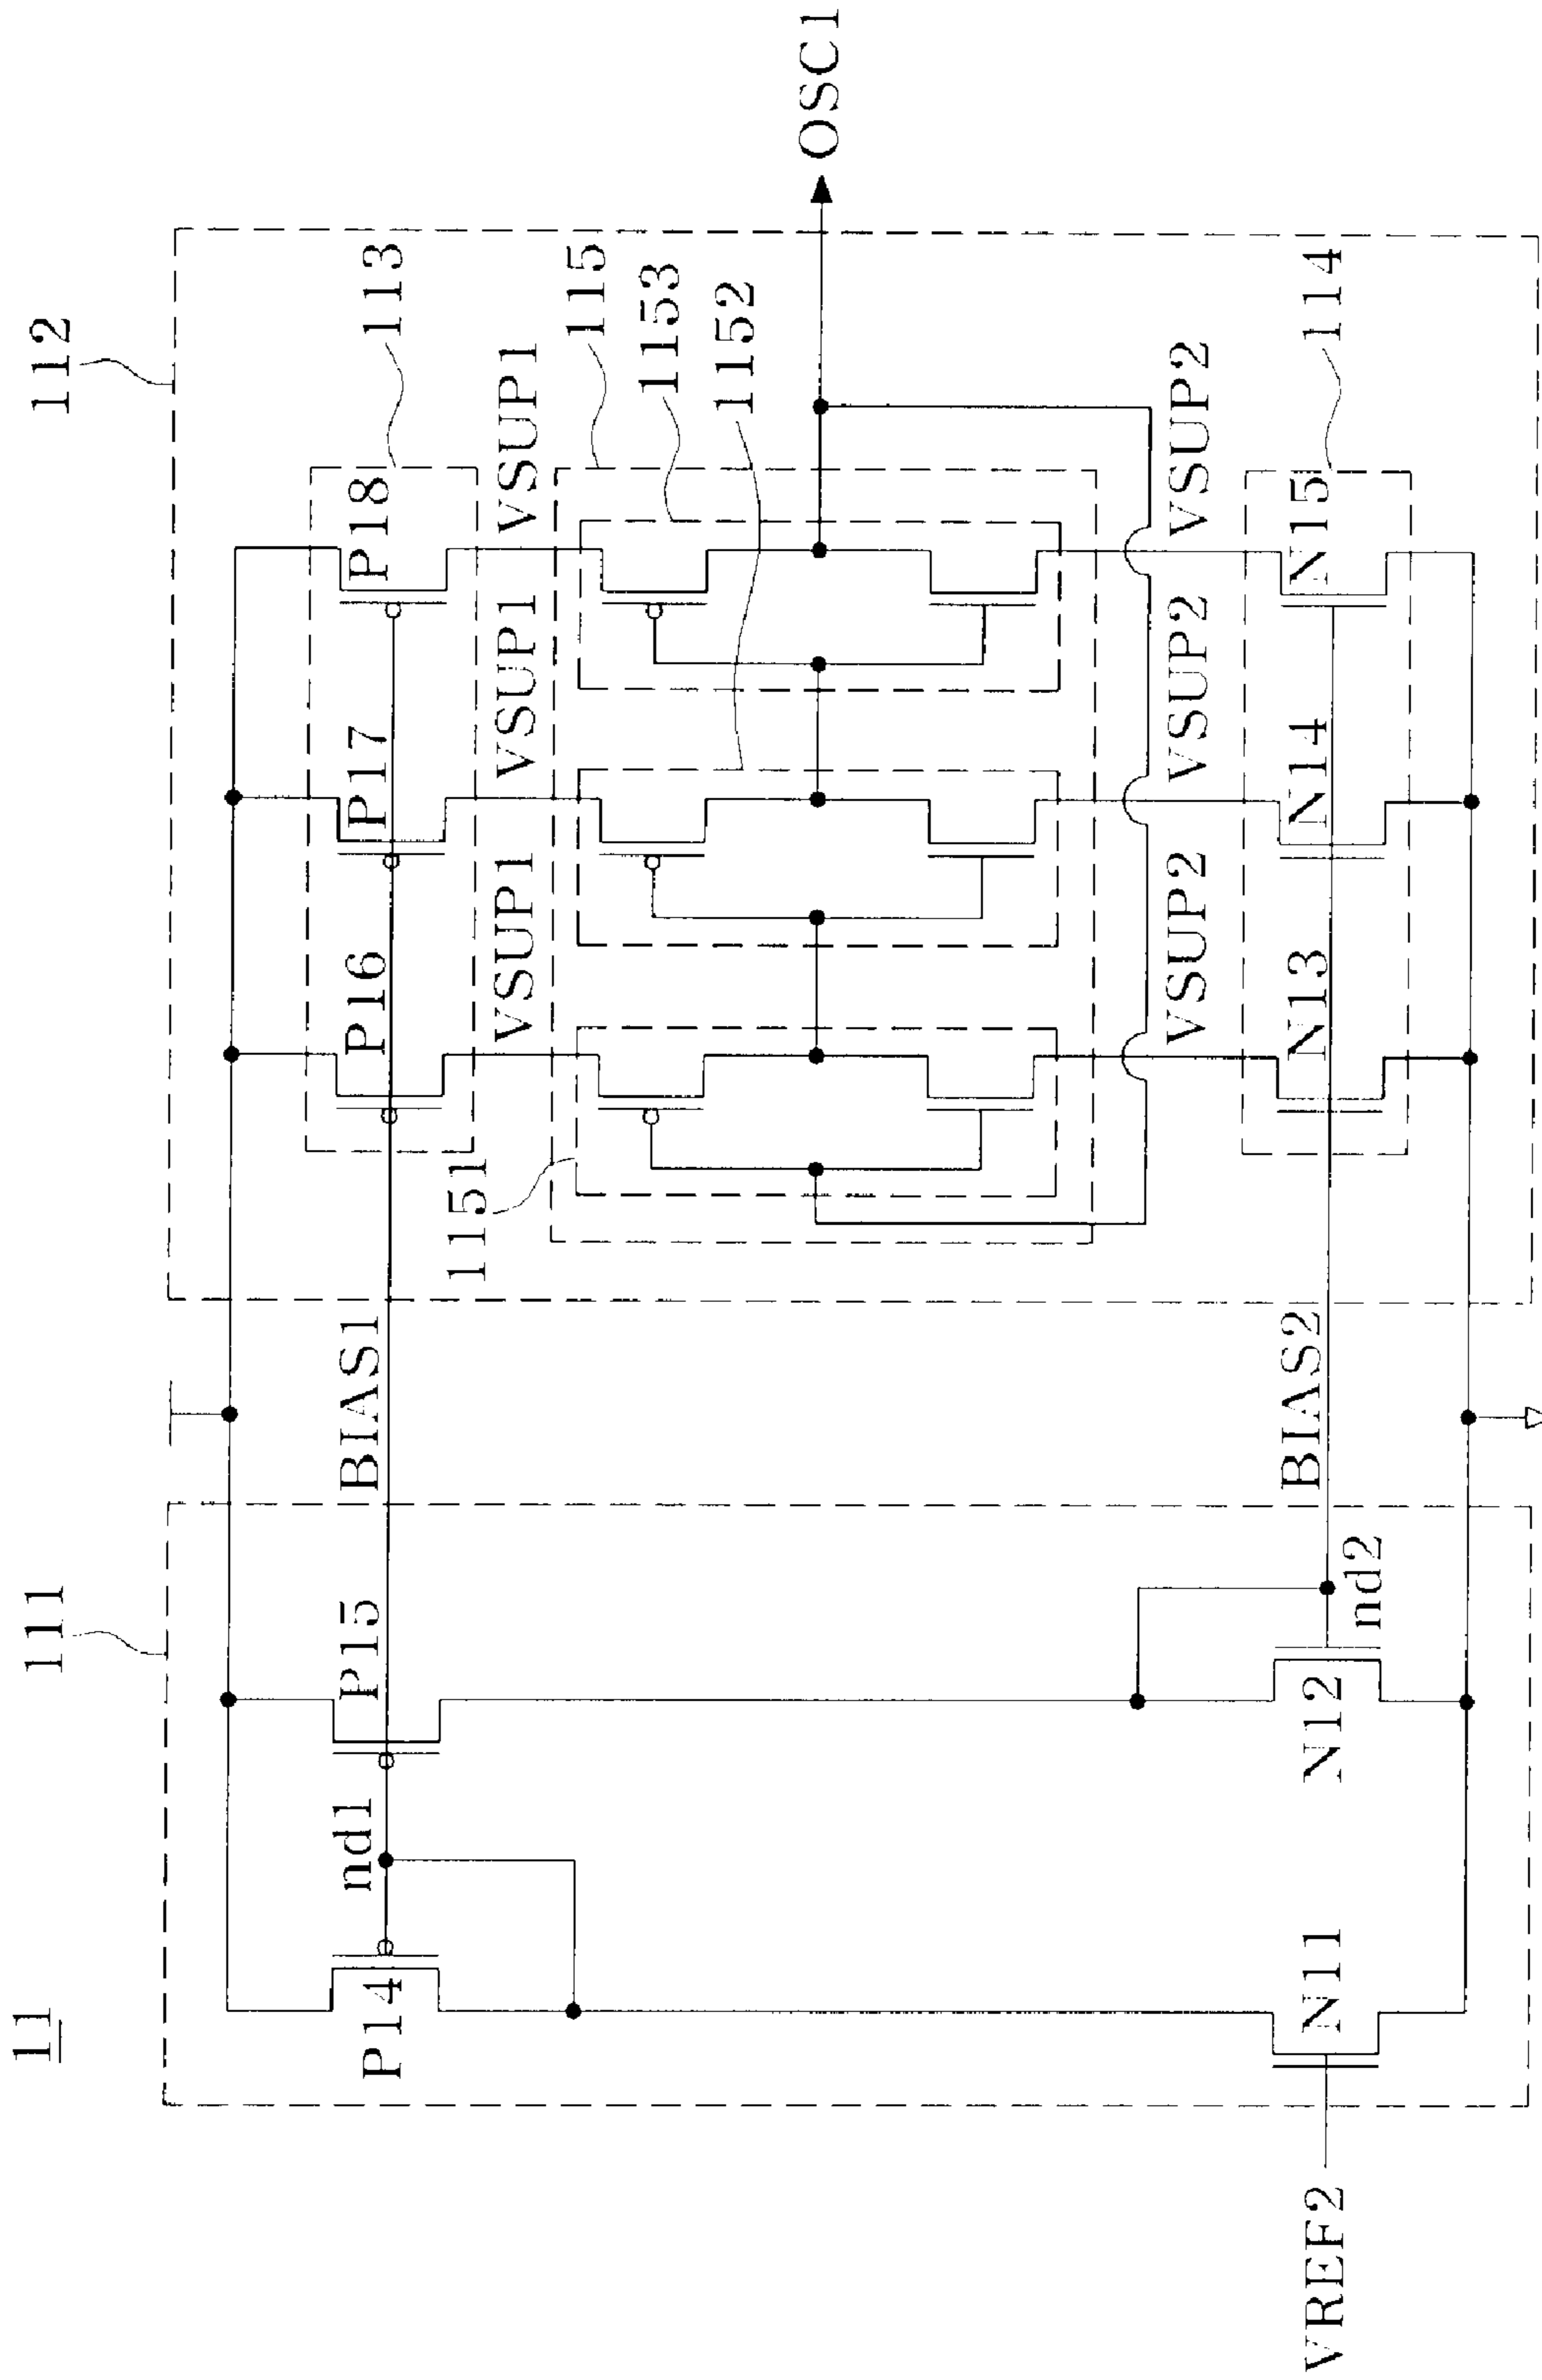 11
111
112
P14
nd1
P15
BIAS1
P16
P17
P18
113
VSUP1
VSUP1
VSUP1
115
1151
1153
1152
OSC1
VSUP2
VSUP2
VSUP2
VREF2
N11
N12
nd2
BIAS2
N13
N14
N15
114